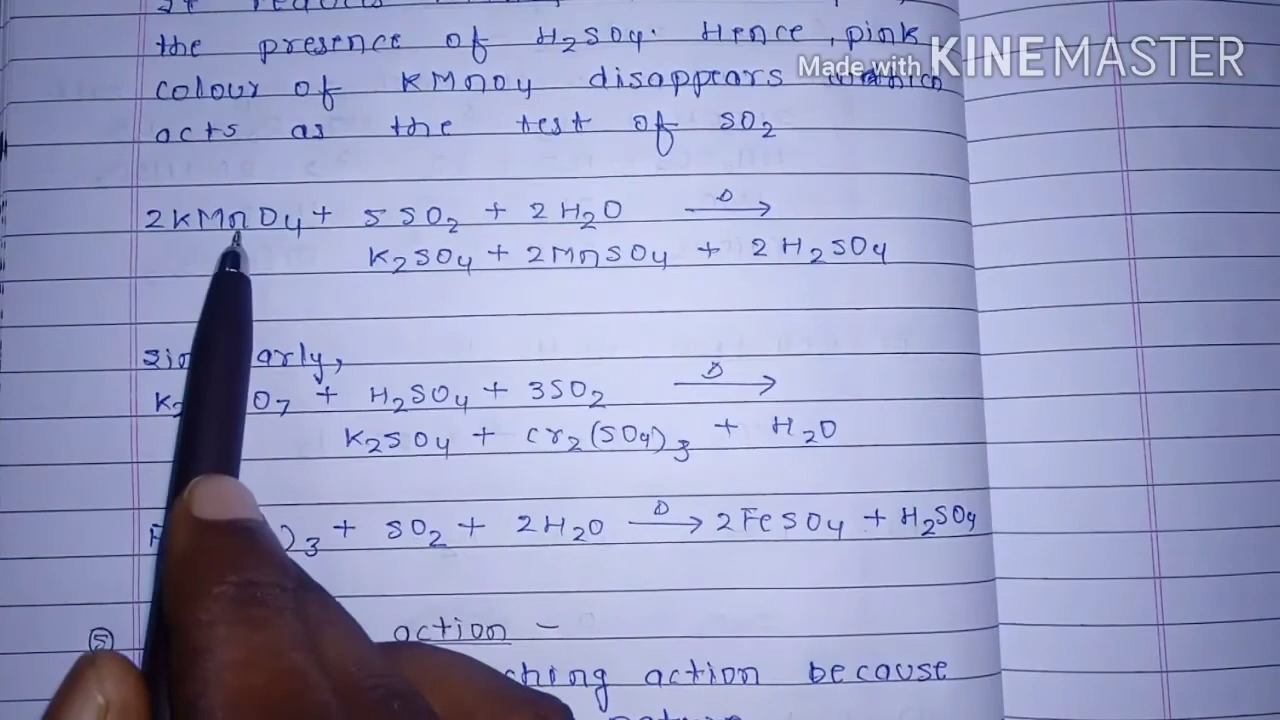 the presence of H2SO4. Hence, pink
Made with KINEMASTER
colour of KMnO4 disappears which
acts as the test of SO2
2KMnO4 + 5SO2 + 2H2O Δ→
K2SO4 + 2MnSO4 + 2H2SO4
arly,
K2 O7 + H2SO4 + 3SO2 Δ→
K2SO4 + Cr2(SO4)3 + H2O
)3 + SO2 + 2H2O Δ→ 2FeSO4 + H2SO4
5 action -
ching action because